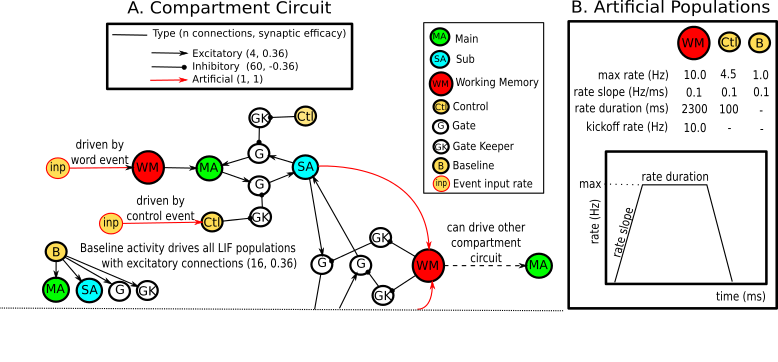 A. Compartment Circuit
Type (n connections, synaptic efficacy)
Excitatory (4, 0.36)
Inhibitory (60, -0.36)
Artificial (1, 1)
MA Main
SA Sub
WM Working Memory
Ctl Control
G Gate
GK Gate Keeper
B Baseline
inp Event input rate
GK
Ctl
driven by
word event
inp
WM
MA
G
SA
G
driven by
control event
inp
Ctl
GK
Baseline activity drives all LIF populations
with excitatory connections (16, 0.36)
B
MA
SA
G
GK
GK
G
G
WM
GK
can drive other
compartment
circuit
MA
B. Artificial Populations
WM Ctl B
max rate (Hz) 10.0 4.5 1.0
rate slope (Hz/ms) 0.1 0.1 0.1
rate duration (ms) 2300 100 -
kickoff rate (Hz) 10.0 - -
max
rate duration
rate (Hz)
rate slope
time (ms)